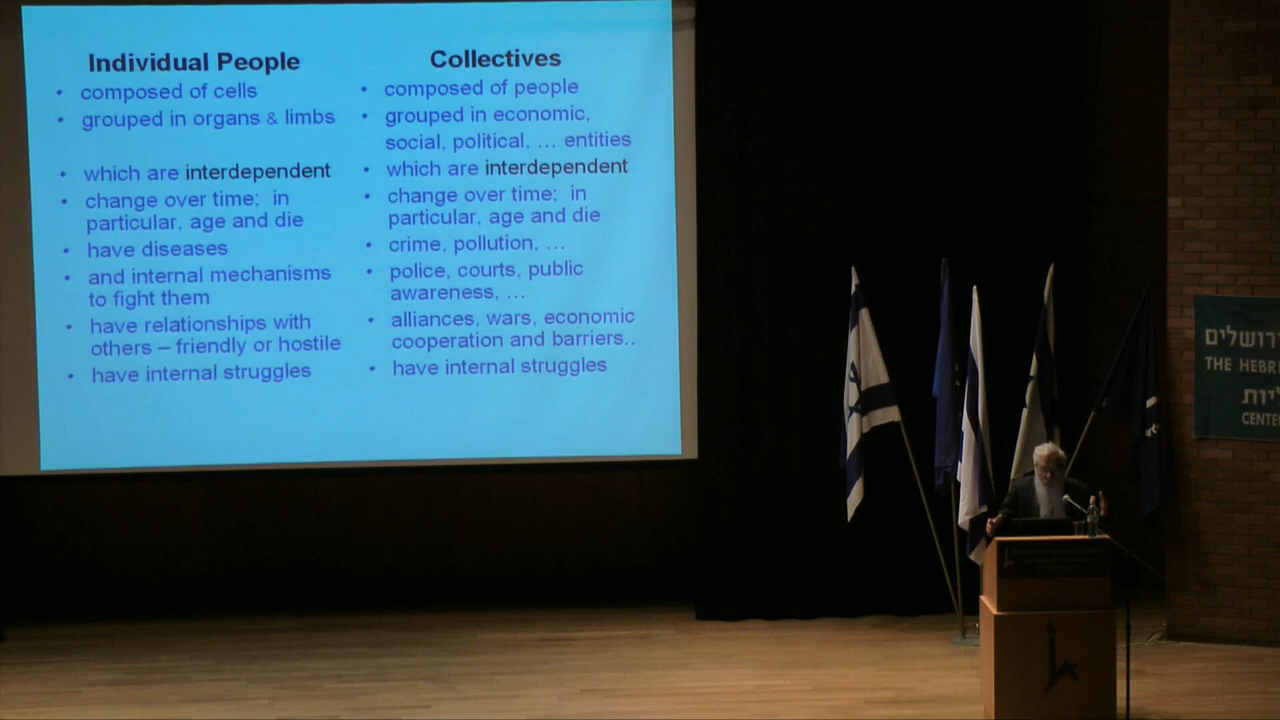 Individual People
• composed of cells
• grouped in organs & limbs
• which are interdependent
• change over time; in
particular, age and die
• have diseases
• and internal mechanisms
to fight them
• have relationships with
others – friendly or hostile
• have internal struggles
Collectives
• composed of people
• grouped in economic,
social, political, … entities
• which are interdependent
• change over time; in
particular, age and die
• crime, pollution, …
• police, courts, public
awareness, …
• alliances, wars, economic
cooperation and barriers..
• have internal struggles
ירושלים
THE HEBR
יות
CENTE